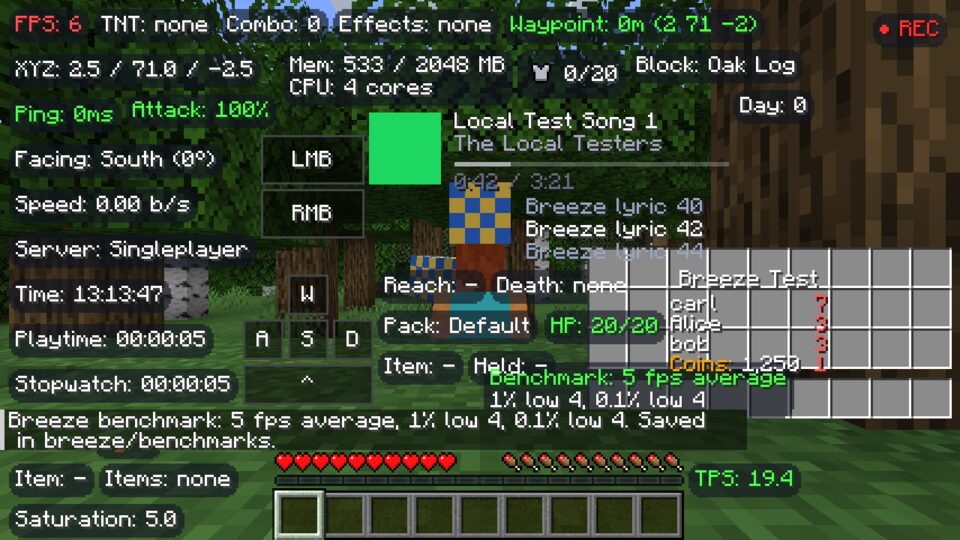 FPS: 6 TNT: none Combo: 0 Effects: none Waypoint: 0m (2 71 -2) REC
XYZ: 2.5 / 71.0 / -2.5
Mem: 533 / 2048 MB
CPU: 4 cores
0/20
Block: Oak Log
Day: 0
Ping: 0ms
Attack: 100%
Local Test Song 1
The Local Testers
0:42 / 3:21
Breeze lyric 40
Breeze lyric 42
Breeze lyric 44
Facing: South (0°)
LMB
Speed: 0.00 b/s
RMB
Server: Singleplayer
Time: 13:13:47
W
Reach: - Death: none
Breeze Test
carl 7
Alice 3
bob 3
Coins: 1,250 1
Playtime: 00:00:05
A S D
Pack: Default HP: 20/20
Item: - Held: -
Stopwatch: 00:00:05
^
Benchmark: 5 fps average
1% low 4, 0.1% low 4
Breeze benchmark: 5 fps average, 1% low 4, 0.1% low 4. Saved
in breeze/benchmarks.
Item: - Items: none
TPS: 19.4
Saturation: 5.0